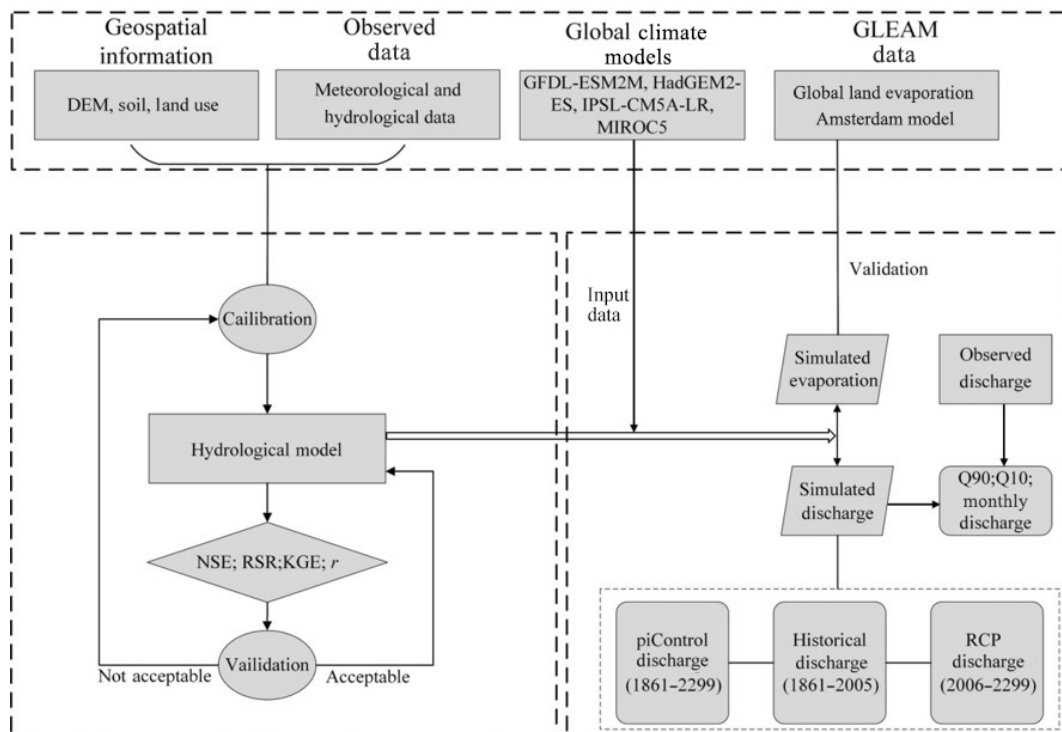 Geospatial
information
DEM, soil, land use
Observed
data
Meteorological and
hydrological data
Global climate
models
GFDL-ESM2M, HadGEM2-
ES, IPSL-CM5A-LR,
MIROC5
GLEAM
data
Global land evaporation
Amsterdam model
Cailibration
Hydrological model
NSE; RSR;KGE; r
Vailidation
Not acceptable
Acceptable
Input
data
Validation
Simulated
evaporation
Observed
discharge
Simulated
discharge
Q90;Q10;
monthly
discharge
piControl
discharge
(1861–2299)
Historical
discharge
(1861–2005)
RCP
discharge
(2006–2299)